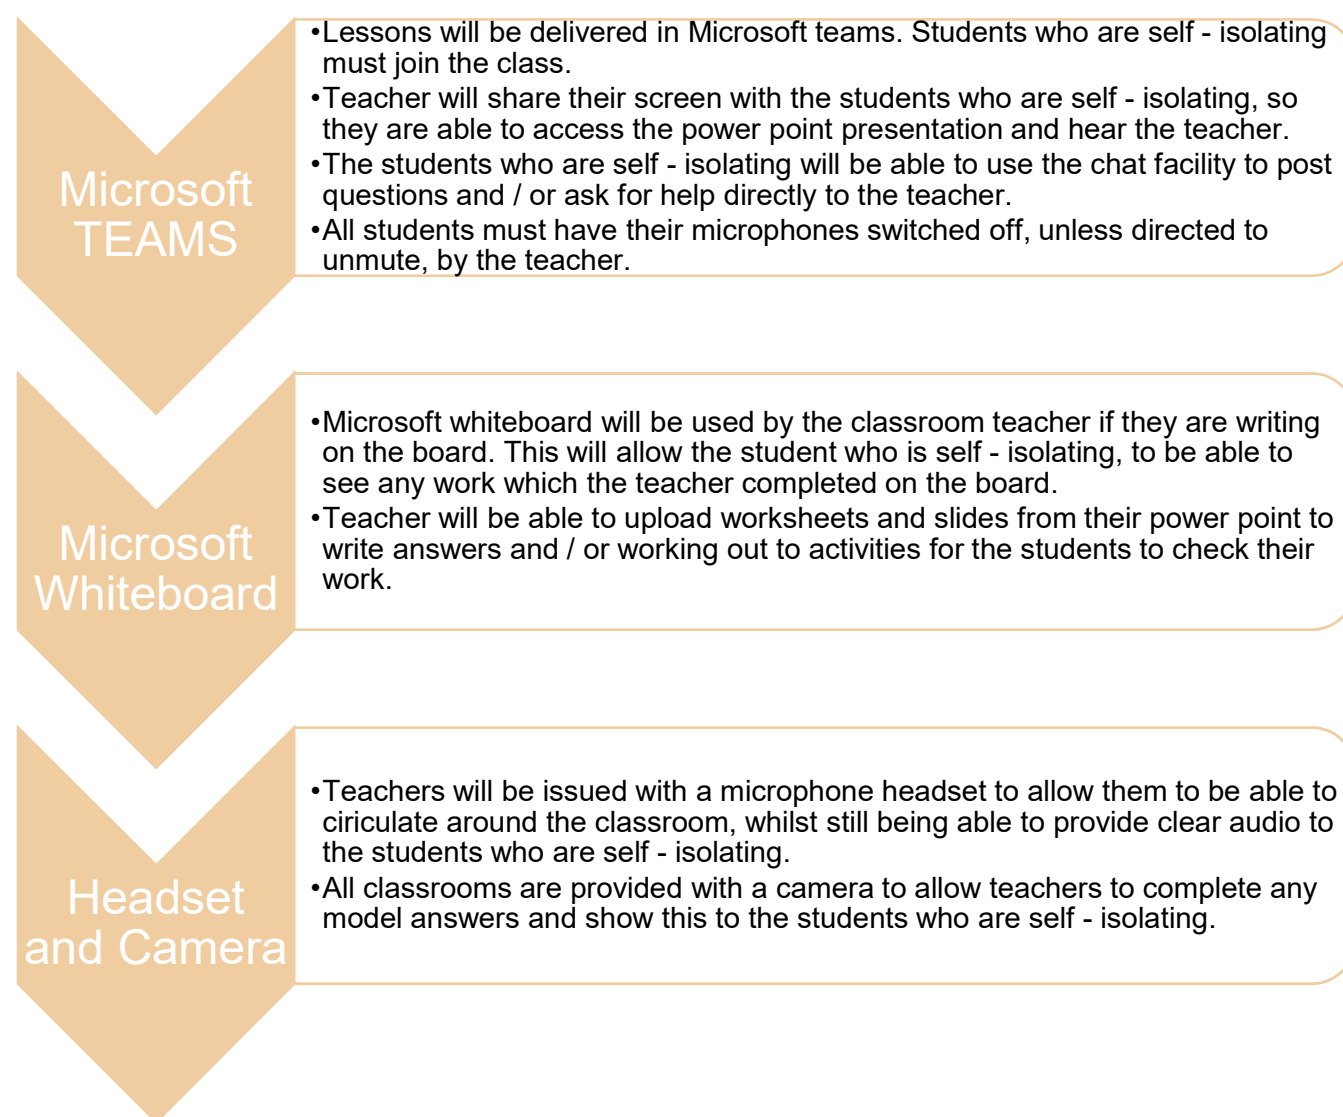 Microsoft
TEAMS
•Lessons will be delivered in Microsoft teams. Students who are self - isolating
must join the class.
•Teacher will share their screen with the students who are self - isolating, so
they are able to access the power point presentation and hear the teacher.
•The students who are self - isolating will be able to use the chat facility to post
questions and / or ask for help directly to the teacher.
•All students must have their microphones switched off, unless directed to
unmute, by the teacher.
Microsoft
Whiteboard
•Microsoft whiteboard will be used by the classroom teacher if they are writing
on the board. This will allow the student who is self - isolating, to be able to
see any work which the teacher completed on the board.
•Teacher will be able to upload worksheets and slides from their power point to
write answers and / or working out to activities for the students to check their
work.
Headset
and Camera
•Teachers will be issued with a microphone headset to allow them to be able to
ciriculate around the classroom, whilst still being able to provide clear audio to
the students who are self - isolating.
•All classrooms are provided with a camera to allow teachers to complete any
model answers and show this to the students who are self - isolating.